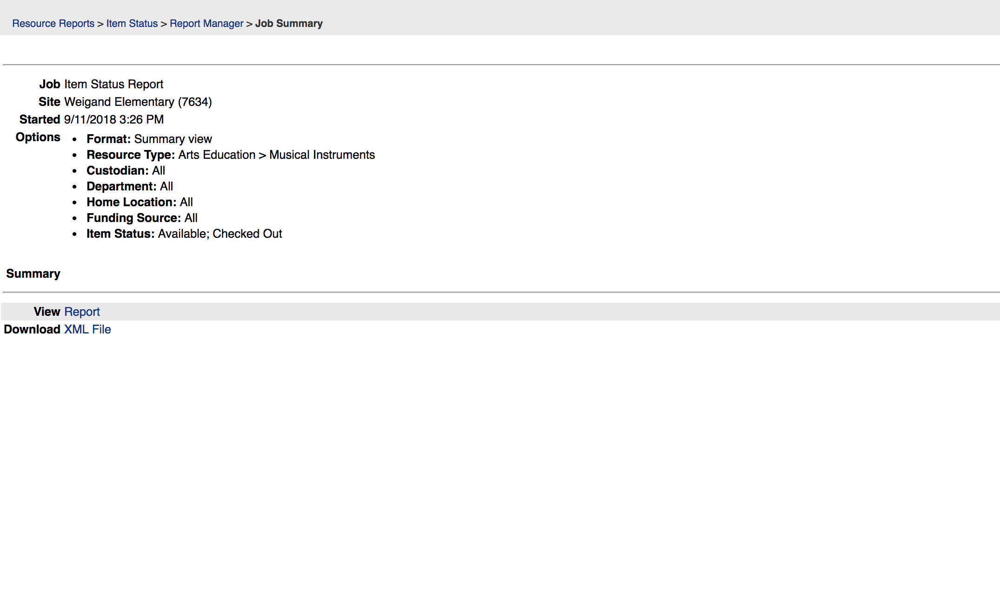 Resource Reports > Item Status > Report Manager > Job Summary
Job Item Status Report
Site Weigand Elementary (7634)
Started 9/11/2018 3:26 PM
Options • Format: Summary view
• Resource Type: Arts Education > Musical Instruments
• Custodian: All
• Department: All
• Home Location: All
• Funding Source: All
• Item Status: Available; Checked Out
Summary
View Report
Download XML File